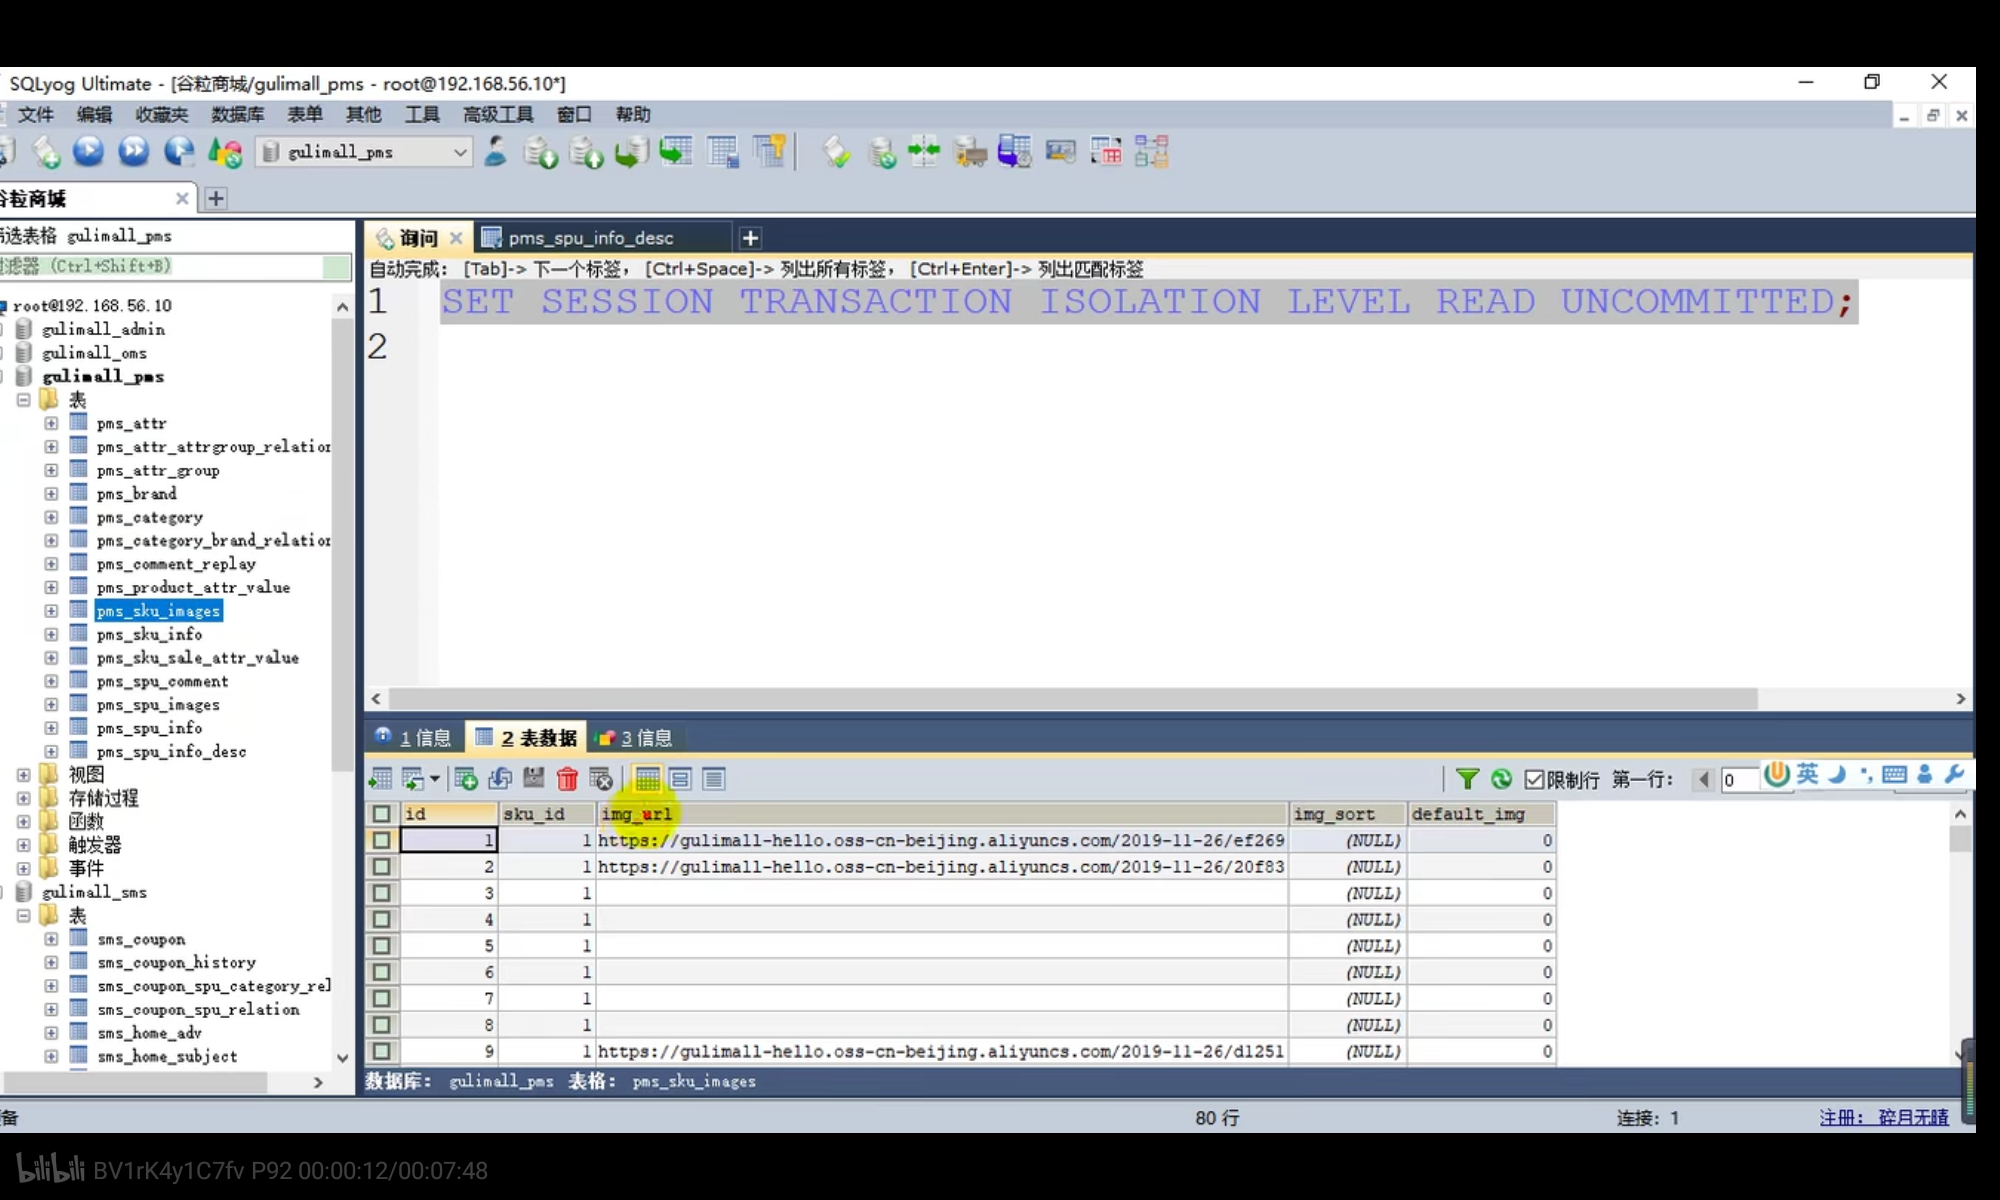 SQLyog Ultimate - [谷粒商城/gulimall_pms - root@192.168.56.10*]
文件 编辑 收藏夹 数据库 表单 其他 工具 高级工具 窗口 帮助
gulimall_pms
谷粒商城
筛选表格 gulimall_pms
过滤器 (Ctrl+Shift+B)
root@192.168.56.10
gulimall_admin
gulimall_oms
gulimall_pms
表
pms_attr
pms_attr_attrgroup_relation
pms_attr_group
pms_brand
pms_category
pms_category_brand_relation
pms_comment_replay
pms_product_attr_value
pms_sku_images
pms_sku_info
pms_sku_sale_attr_value
pms_spu_comment
pms_spu_images
pms_spu_info
pms_spu_info_desc
视图
存储过程
函数
触发器
事件
gulimall_sms
表
sms_coupon
sms_coupon_history
sms_coupon_spu_category_rel
sms_coupon_spu_relation
sms_home_adv
sms_home_subject
询问 pms_spu_info_desc
自动完成： [Tab]-> 下一个标签， [Ctrl+Space]-> 列出所有标签， [Ctrl+Enter]-> 列出匹配标签
1 SET SESSION TRANSACTION ISOLATION LEVEL READ UNCOMMITTED;
2
1 信息 2 表数据 3 信息
限制行 第一行： 0 英
id sku_id img_url img_sort default_img
1 1 https://gulimall-hello.oss-cn-beijing.aliyuncs.com/2019-11-26/ef269 (NULL) 0
2 1 https://gulimall-hello.oss-cn-beijing.aliyuncs.com/2019-11-26/20f83 (NULL) 0
3 1 (NULL) 0
4 1 (NULL) 0
5 1 (NULL) 0
6 1 (NULL) 0
7 1 (NULL) 0
8 1 (NULL) 0
9 1 https://gulimall-hello.oss-cn-beijing.aliyuncs.com/2019-11-26/d1251 (NULL) 0
数据库： gulimall_pms 表格： pms_sku_images
备 80 行 连接： 1 注册： 碎月无晴
bilibili BV1rK4y1C7fv P92 00:00:12/00:07:48